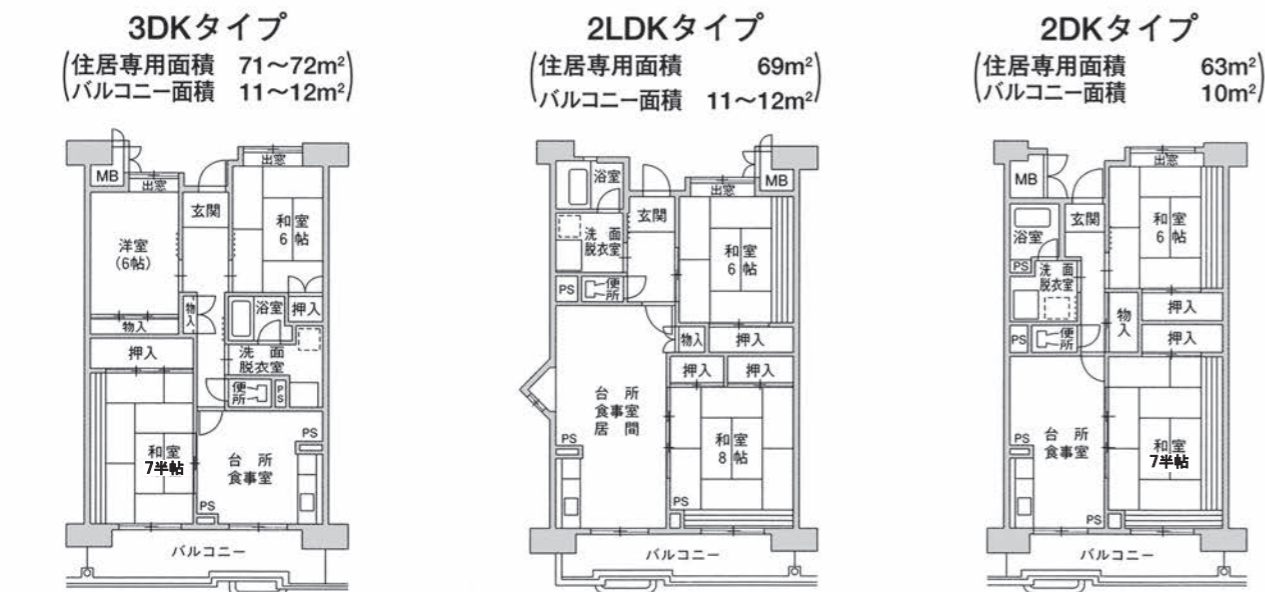 3DKタイプ
住居専用面積 71～72m²
バルコニー面積 11～12m²
MB
出窓
出窓
玄関
和室
6帖
洋室
(6帖)
物入
物入
浴室
押入
押入
洗面
脱衣室
便所
PS
PS
和室
7半帖
台所
食事室
PS
バルコニー
2LDKタイプ
住居専用面積 69m²
バルコニー面積 11～12m²
浴室
出窓
MB
玄関
洗面
脱衣室
和室
6帖
PS
便所
物入
押入
押入
押入
台所
食事室
居間
PS
和室
8帖
PS
バルコニー
2DKタイプ
住居専用面積 63m²
バルコニー面積 10m²
出窓
MB
玄関
浴室
和室
6帖
PS
洗面
脱衣室
物入
押入
押入
PS
便所
PS
台所
食事室
和室
7半帖
PS
バルコニー